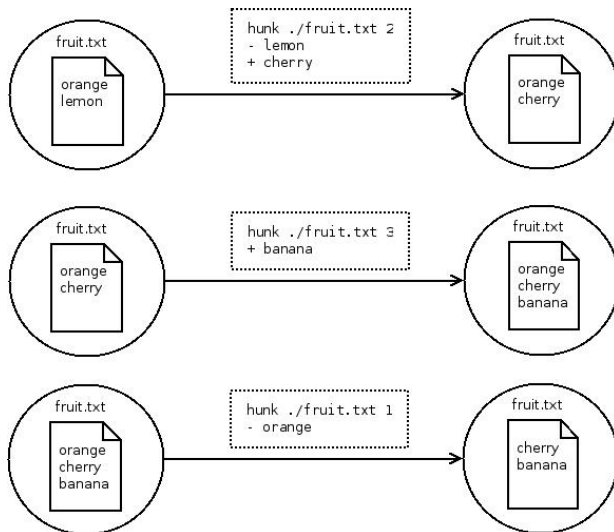 fruit.txt
orange
lemon
hunk ./fruit.txt 2
- lemon
+ cherry
fruit.txt
orange
cherry
fruit.txt
orange
cherry
hunk ./fruit.txt 3
+ banana
fruit.txt
orange
cherry
banana
fruit.txt
orange
cherry
banana
hunk ./fruit.txt 1
- orange
fruit.txt
cherry
banana